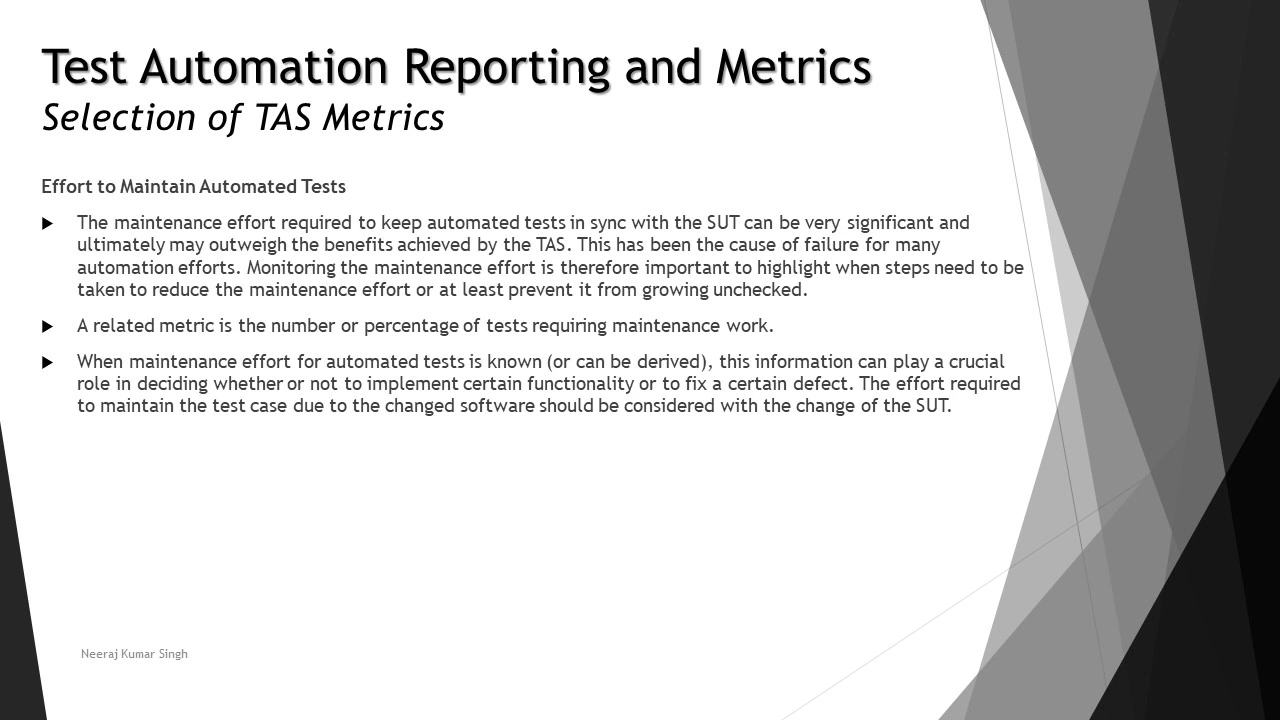 Test Automation Reporting and Metrics
Selection of TAS Metrics
Effort to Maintain Automated Tests
The maintenance effort required to keep automated tests in sync with the SUT can be very significant and
ultimately may outweigh the benefits achieved by the TAS. This has been the cause of failure for many
automation efforts. Monitoring the maintenance effort is therefore important to highlight when steps need to be
taken to reduce the maintenance effort or at least prevent it from growing unchecked.
A related metric is the number or percentage of tests requiring maintenance work.
When maintenance effort for automated tests is known (or can be derived), this information can play a crucial
role in deciding whether or not to implement certain functionality or to fix a certain defect. The effort required
to maintain the test case due to the changed software should be considered with the change of the SUT.
Neeraj Kumar Singh